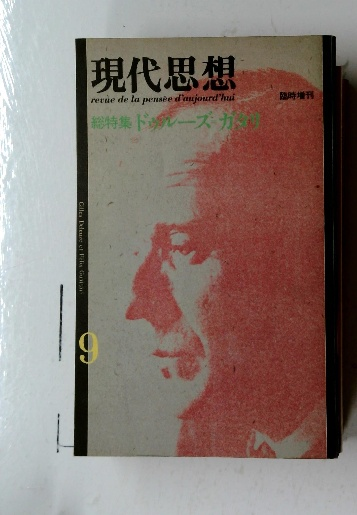 現代思想
revue de la pensée d'aujourd'hui
臨時増刊
総特集 ドゥルーズ・ガタリ
Gilles Deleuze et Félix Guattari
9